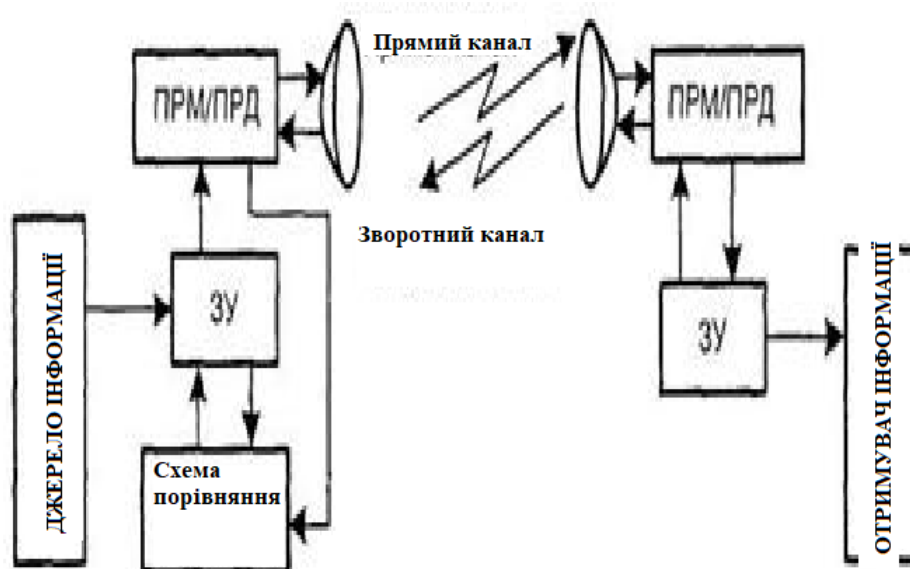 Прямий канал
ПРМ/ПРД
ПРМ/ПРД
Зворотний канал
ДЖЕРЕЛО ІНФОРМАЦІЇ
ЗУ
ЗУ
ОТРИМУВАЧ ІНФОРМАЦІЇ
Схема
порівняння